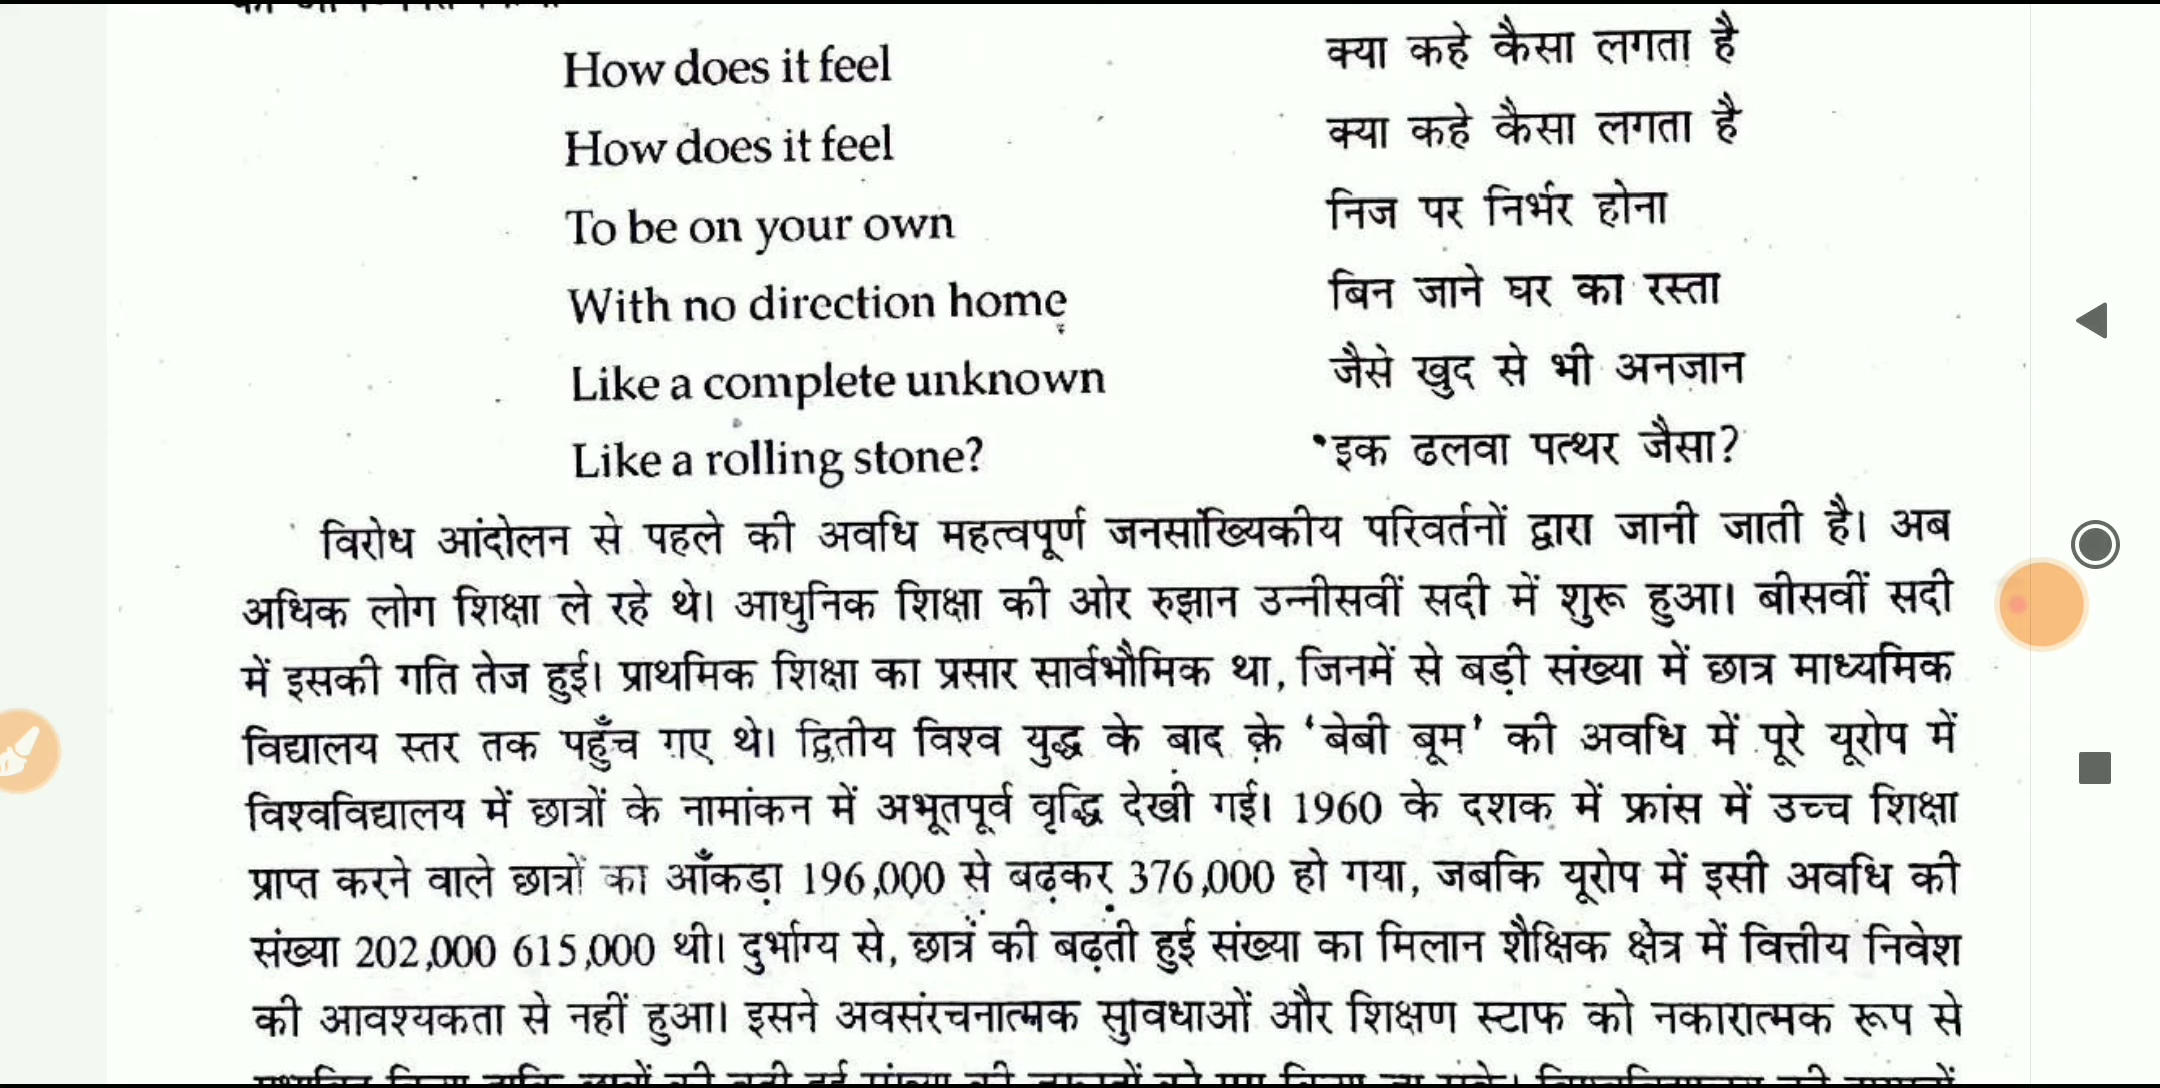 How does it feel
क्या कहे कैसा लगता है
How does it feel
क्या कहे कैसा लगता है
To be on your own
निज पर निर्भर होना
With no direction home
बिन जाने घर का रस्ता
Like a complete unknown
जैसे खुद से भी अनजान
Like a rolling stone?
इक ढलवा पत्थर जैसा?
विरोध आंदोलन से पहले की अवधि महत्वपूर्ण जनसांख्यिकीय परिवर्तनों द्वारा जानी जाती है। अब
अधिक लोग शिक्षा ले रहे थे। आधुनिक शिक्षा की ओर रुझान उन्नीसवीं सदी में शुरू हुआ। बीसवीं सदी
में इसकी गति तेज हुई। प्राथमिक शिक्षा का प्रसार सार्वभौमिक था, जिनमें से बड़ी संख्या में छात्र माध्यमिक
विद्यालय स्तर तक पहुँच गए थे। द्वितीय विश्व युद्ध के बाद के ‘बेबी बूम’ की अवधि में पूरे यूरोप में
विश्वविद्यालय में छात्रों के नामांकन में अभूतपूर्व वृद्धि देखी गई। 1960 के दशक में फ्रांस में उच्च शिक्षा
प्राप्त करने वाले छात्रों का आँकड़ा 196,000 से बढ़कर 376,000 हो गया, जबकि यूरोप में इसी अवधि की
संख्या 202,000 615,000 थी। दुर्भाग्य से, छात्रें की बढ़ती हुई संख्या का मिलान शैक्षिक क्षेत्र में वित्तीय निवेश
की आवश्यकता से नहीं हुआ। इसने अवसंरचनात्मक सुविधाओं और शिक्षण स्टाफ को नकारात्मक रूप से